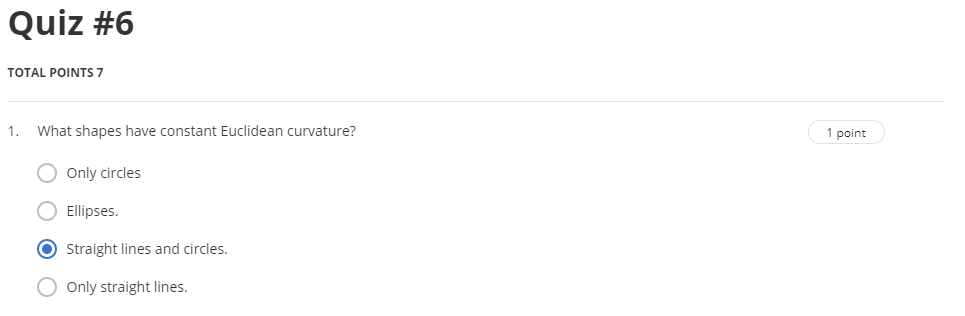 Quiz #6
TOTAL POINTS 7
1. What shapes have constant Euclidean curvature? 1 point
Only circles
Ellipses.
Straight lines and circles.
Only straight lines.